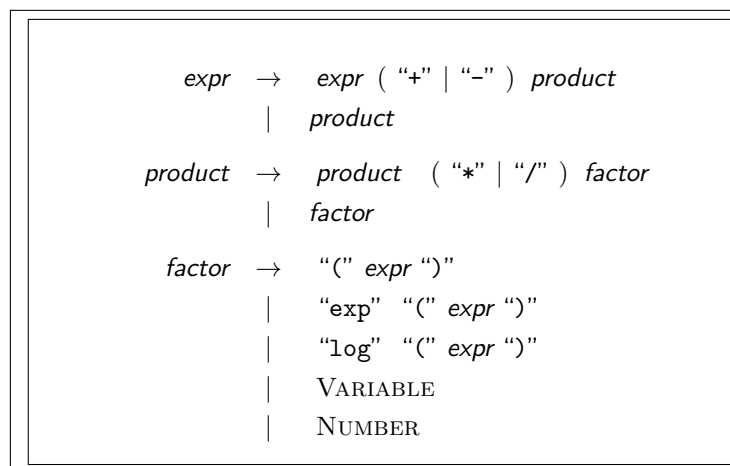 expr → expr ( “+” | “-” ) product
| product
product → product ( “*” | “/” ) factor
| factor
factor → “(” expr “)”
| “exp” “(” expr “)”
| “log” “(” expr “)”
| VARIABLE
| NUMBER